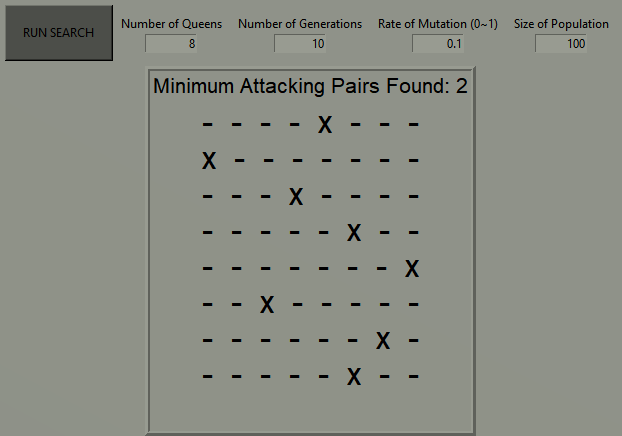 RUN SEARCH
Number of Queens Number of Generations Rate of Mutation (0~1) Size of Population
8 10 0.1 100
Minimum Attacking Pairs Found: 2
- - - - X - - -
X - - - - - - -
- - - X - - - -
- - - - - X - -
- - - - - - - X
- - X - - - - -
- - - - - - X -
- - - - - X - -